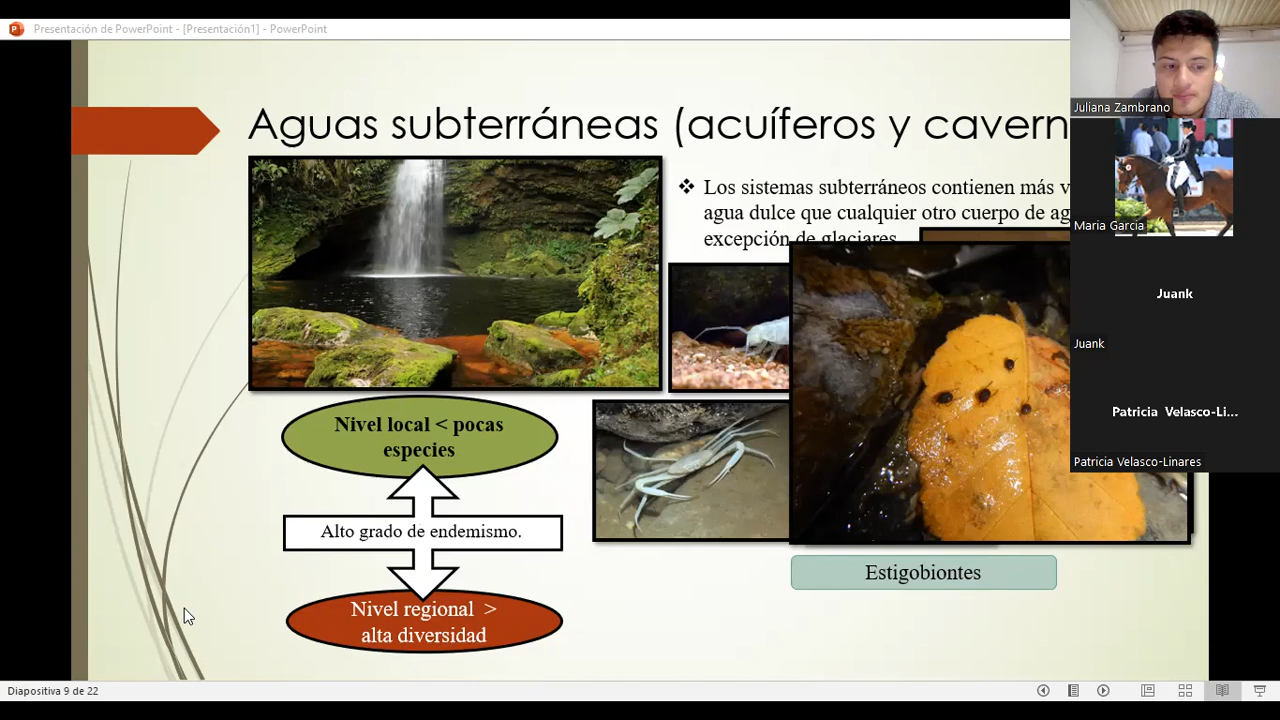 Presentación de PowerPoint - [Presentación1] - PowerPoint
Aguas subterráneas (acuíferos y cavern
Los sistemas subterráneos contienen más v
agua dulce que cualquier otro cuerpo de ag
excepción de glaciares.
Nivel local < pocas
especies
Alto grado de endemismo.
Nivel regional >
alta diversidad
Estigobiontes
Juliana Zambrano
Maria García
Juank
Juank
Patricia Velasco-Li...
Patricia Velasco-Linares
Diapositiva 9 de 22